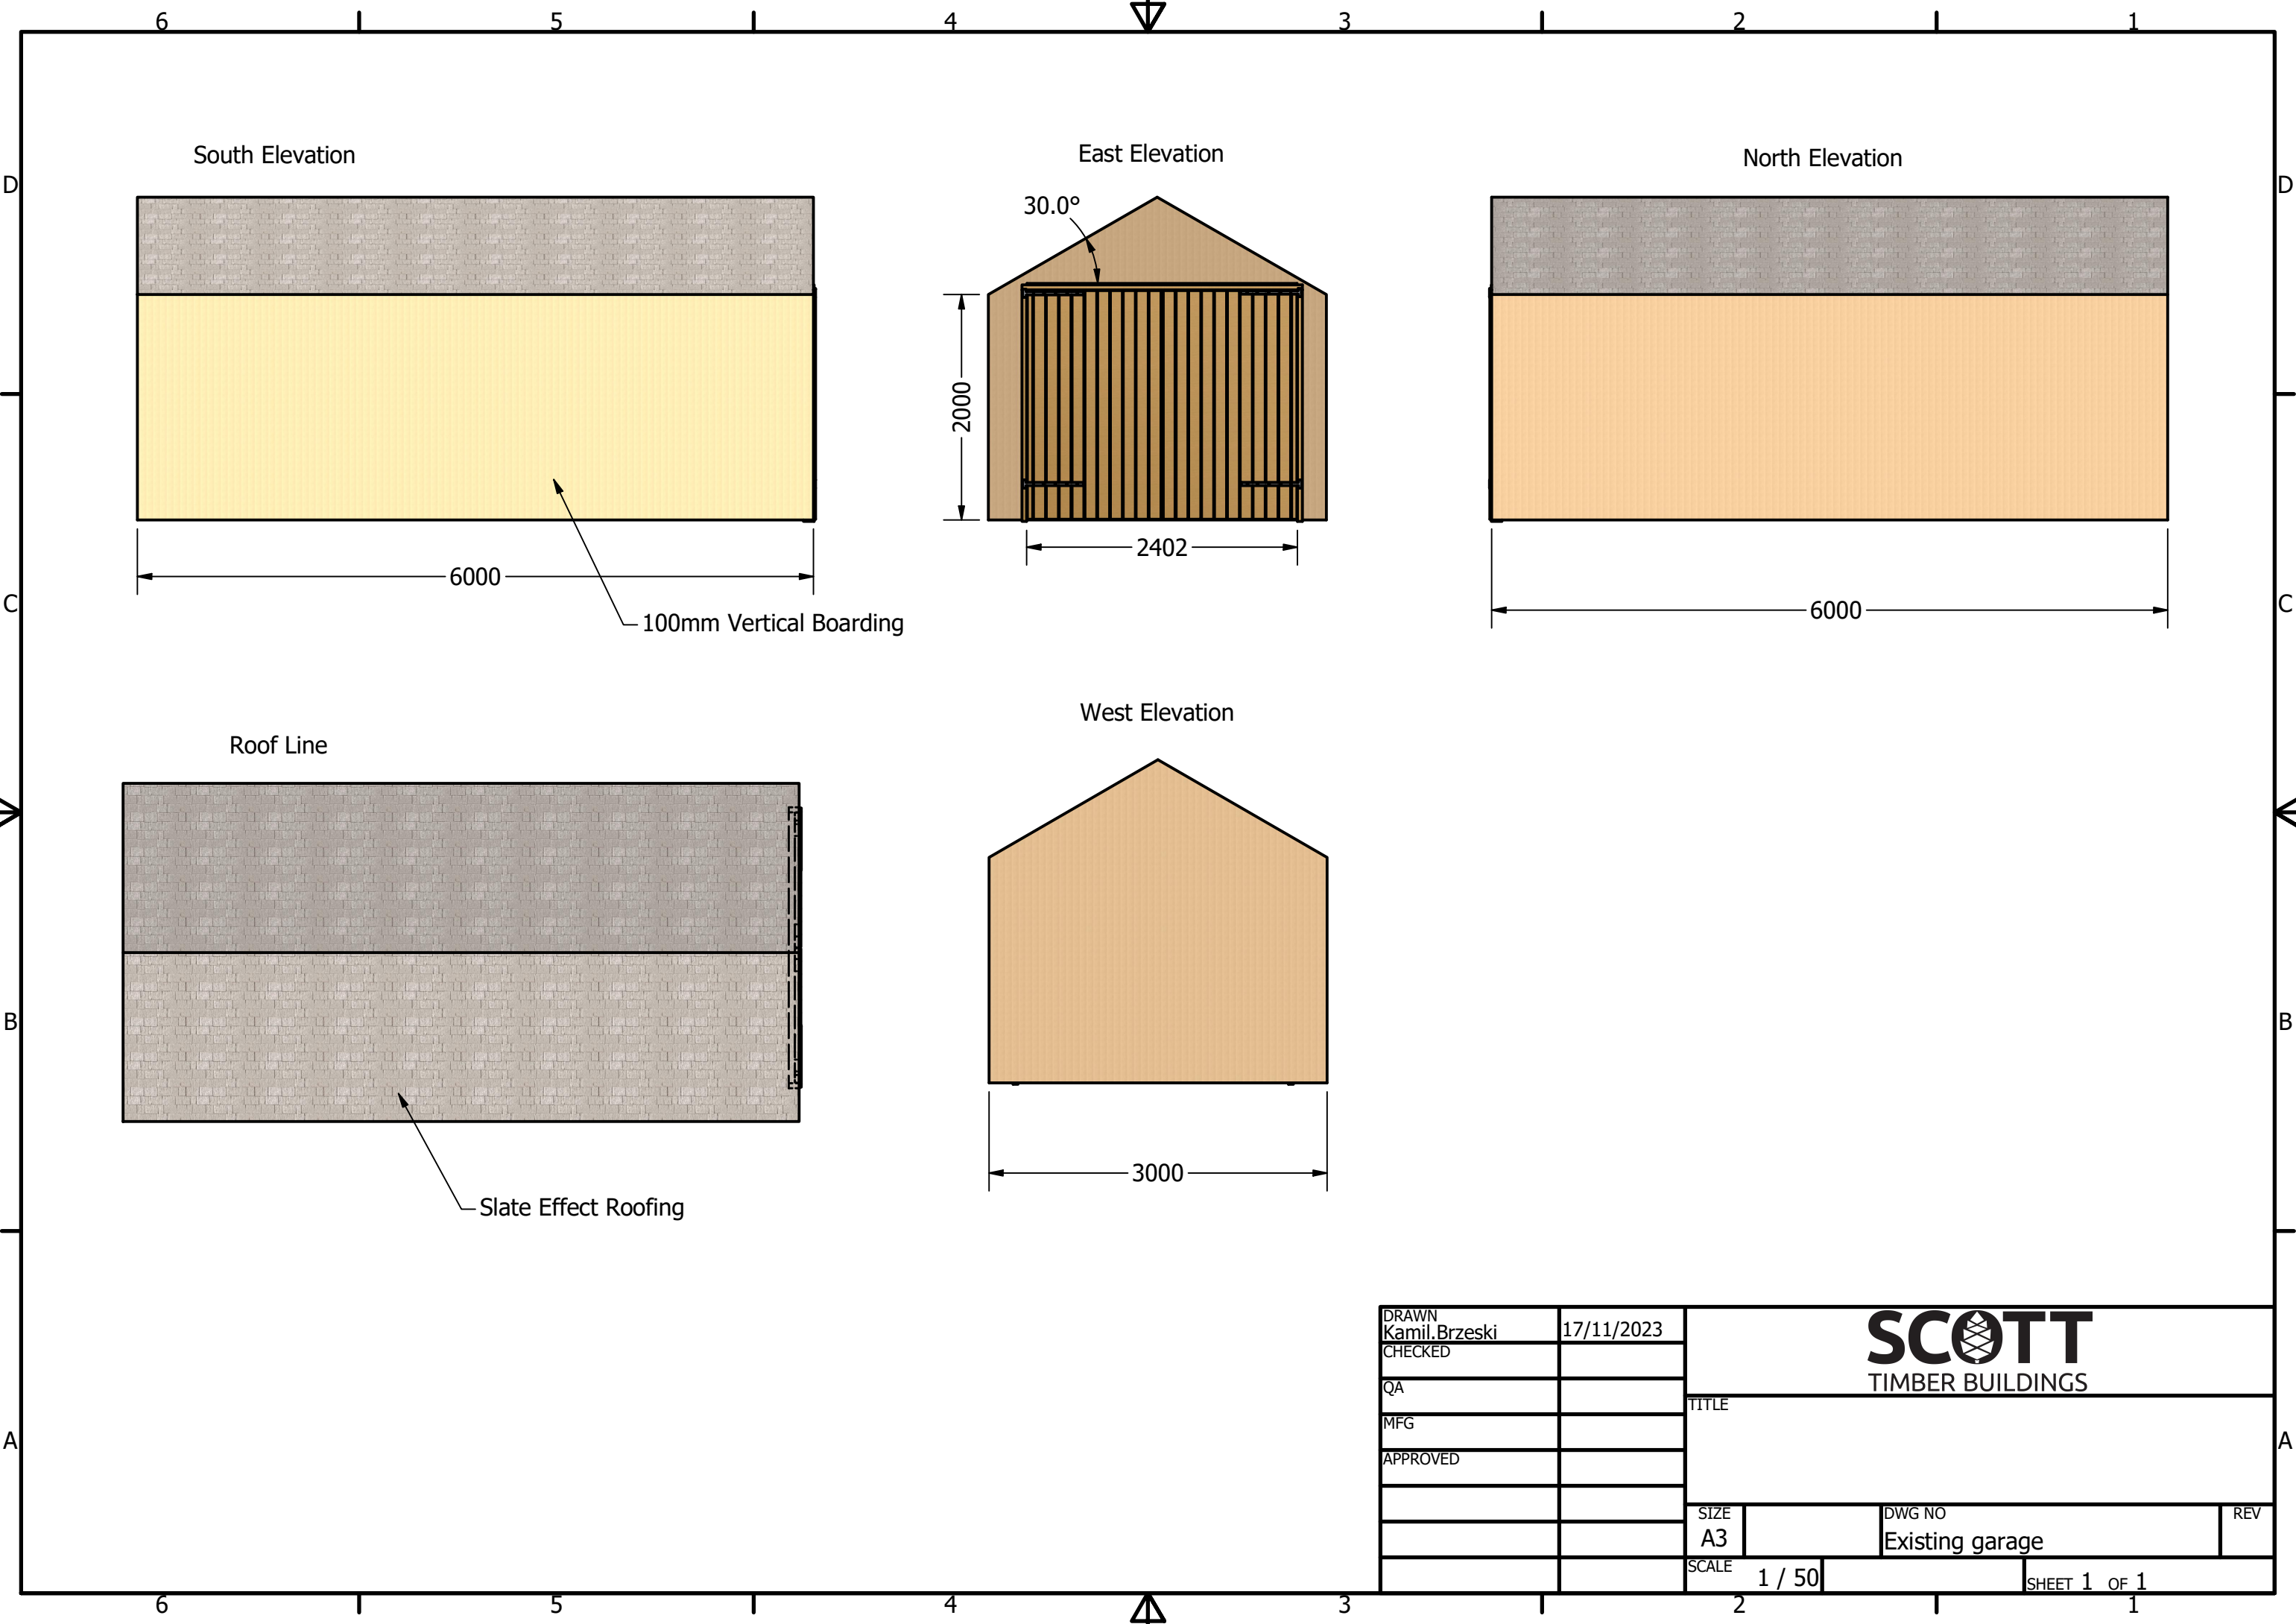 6 5 4 3 2 1
South Elevation
East Elevation
North Elevation
D
D
30.0°
2000
2402
6000
6000
100mm Vertical Boarding
C
C
West Elevation
Roof Line
B
B
3000
Slate Effect Roofing
A
A
DRAWN
Kamil.Brzeski
17/11/2023
CHECKED
QA
MFG
APPROVED
SCOTT
TIMBER BUILDINGS
TITLE
SIZE
A3
DWG NO
Existing garage
REV
SCALE
1 / 50
SHEET 1 OF 1
6 5 4 3 2 1